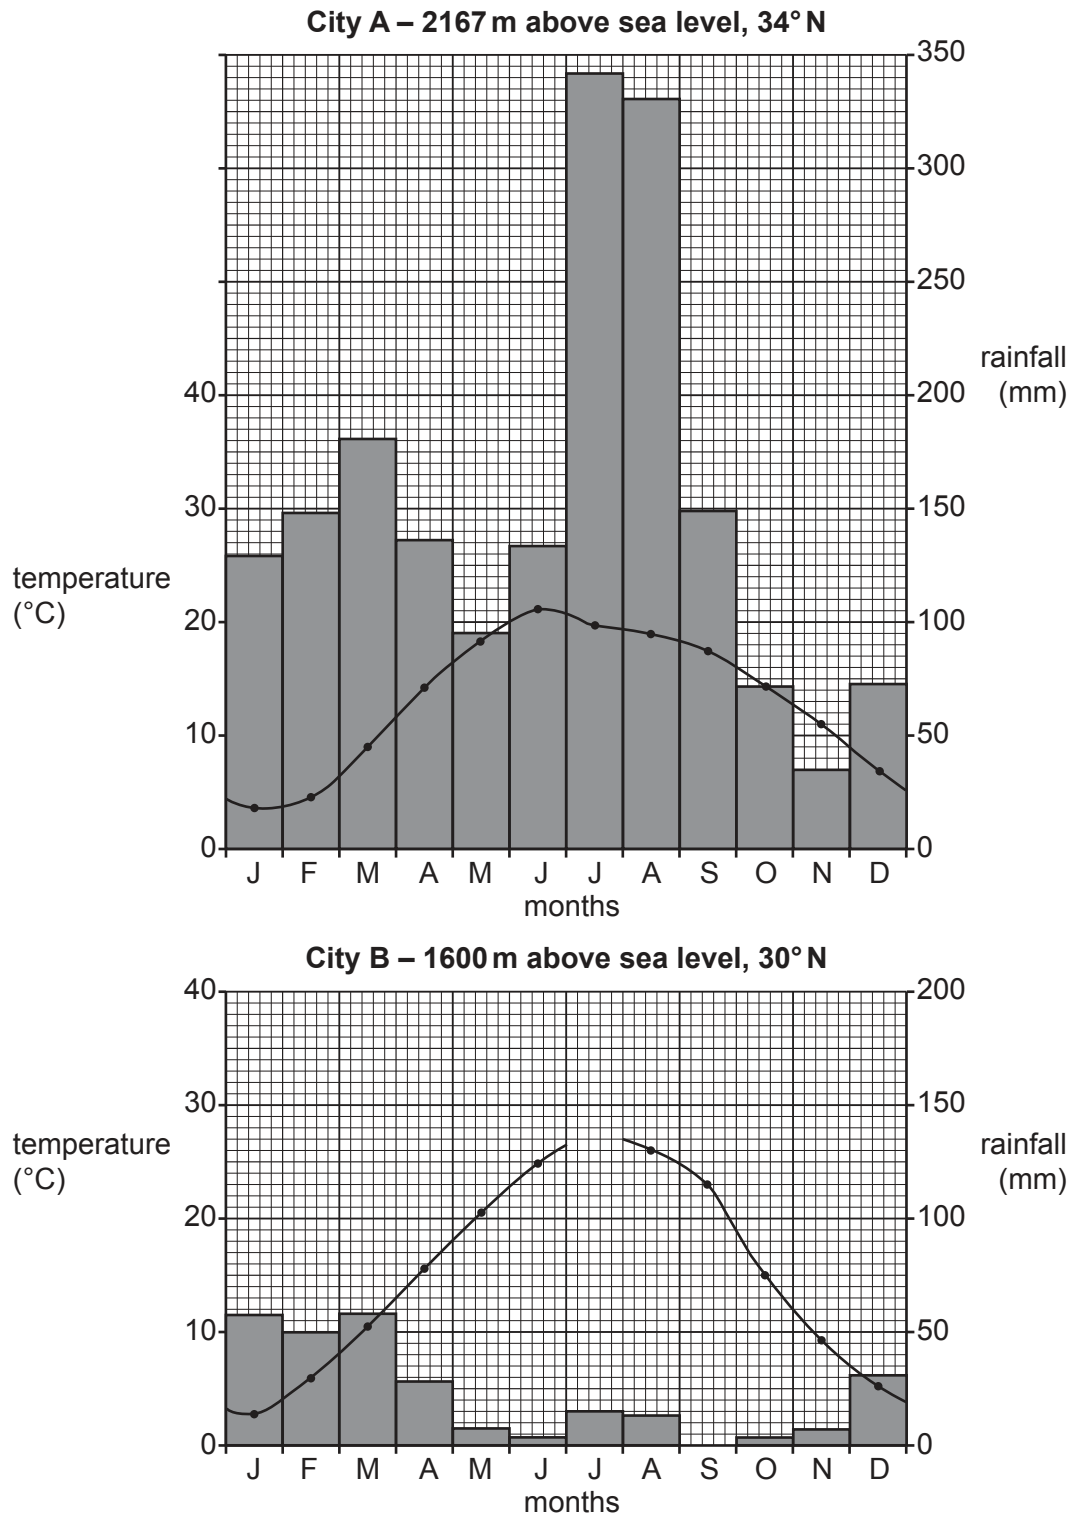 City A – 2167 m above sea level, 34° N
350
300
250
200
150
100
50
0
rainfall
(mm)
40
30
20
10
0
temperature
(°C)
J F M A M J J A S O N D
months
City B – 1600 m above sea level, 30° N
40
30
20
10
0
temperature
(°C)
200
150
100
50
0
rainfall
(mm)
J F M A M J J A S O N D
months